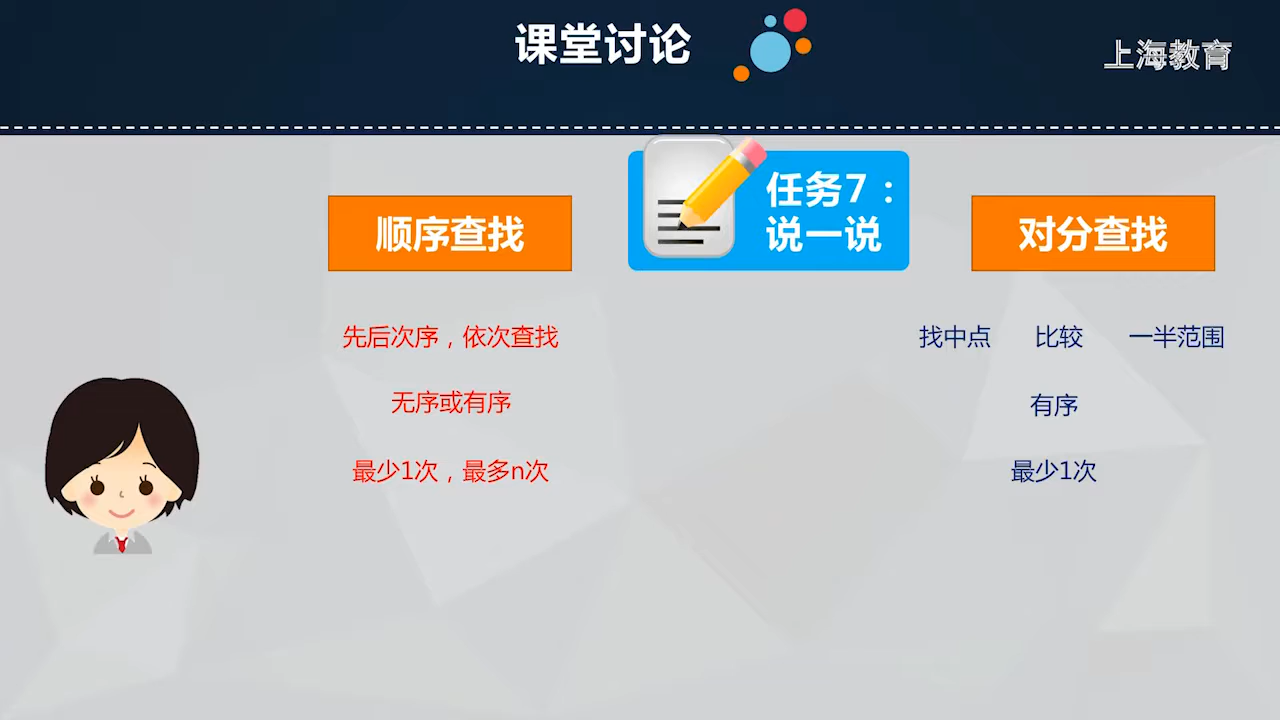 课堂讨论
上海教育
任务7：
说一说
顺序查找
对分查找
先后次序，依次查找
找中点 比较 一半范围
无序或有序
有序
最少1次，最多n次
最少1次